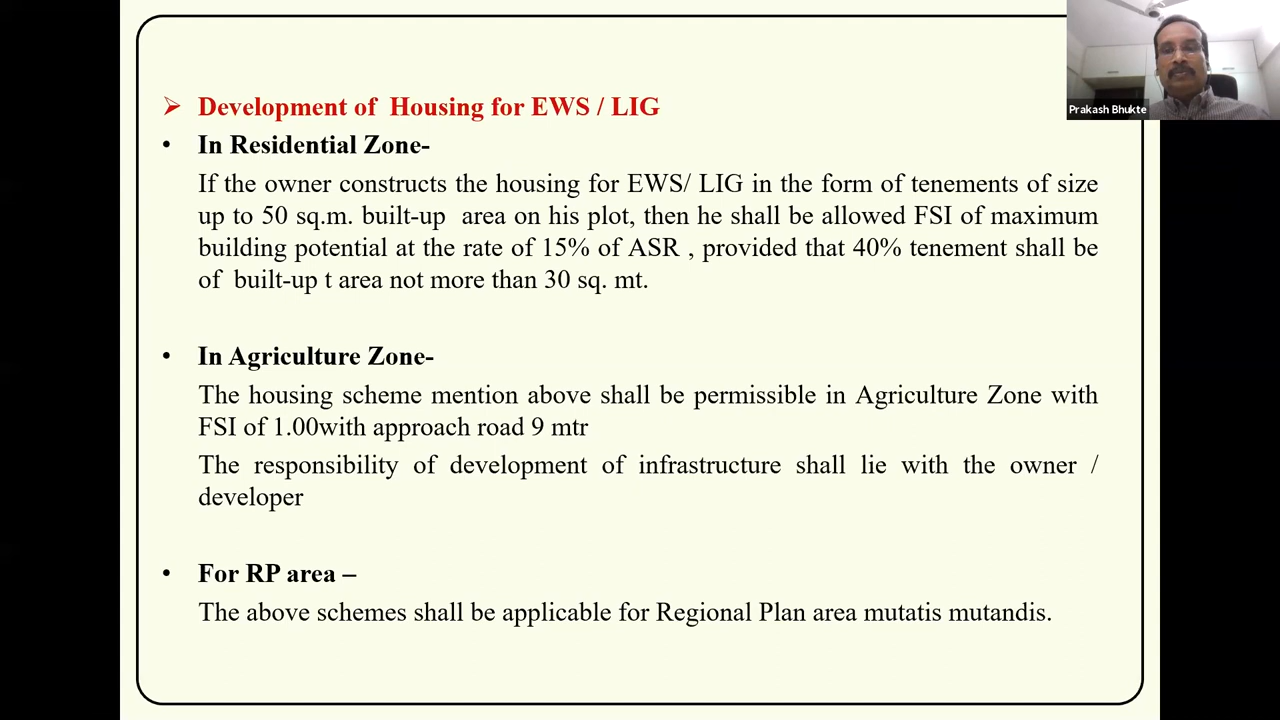 Prakash Bhukte
➢ Development of Housing for EWS / LIG
• In Residential Zone-
If the owner constructs the housing for EWS/ LIG in the form of tenements of size
up to 50 sq.m. built-up area on his plot, then he shall be allowed FSI of maximum
building potential at the rate of 15% of ASR , provided that 40% tenement shall be
of built-up t area not more than 30 sq. mt.
• In Agriculture Zone-
The housing scheme mention above shall be permissible in Agriculture Zone with
FSI of 1.00with approach road 9 mtr
The responsibility of development of infrastructure shall lie with the owner /
developer
• For RP area –
The above schemes shall be applicable for Regional Plan area mutatis mutandis.